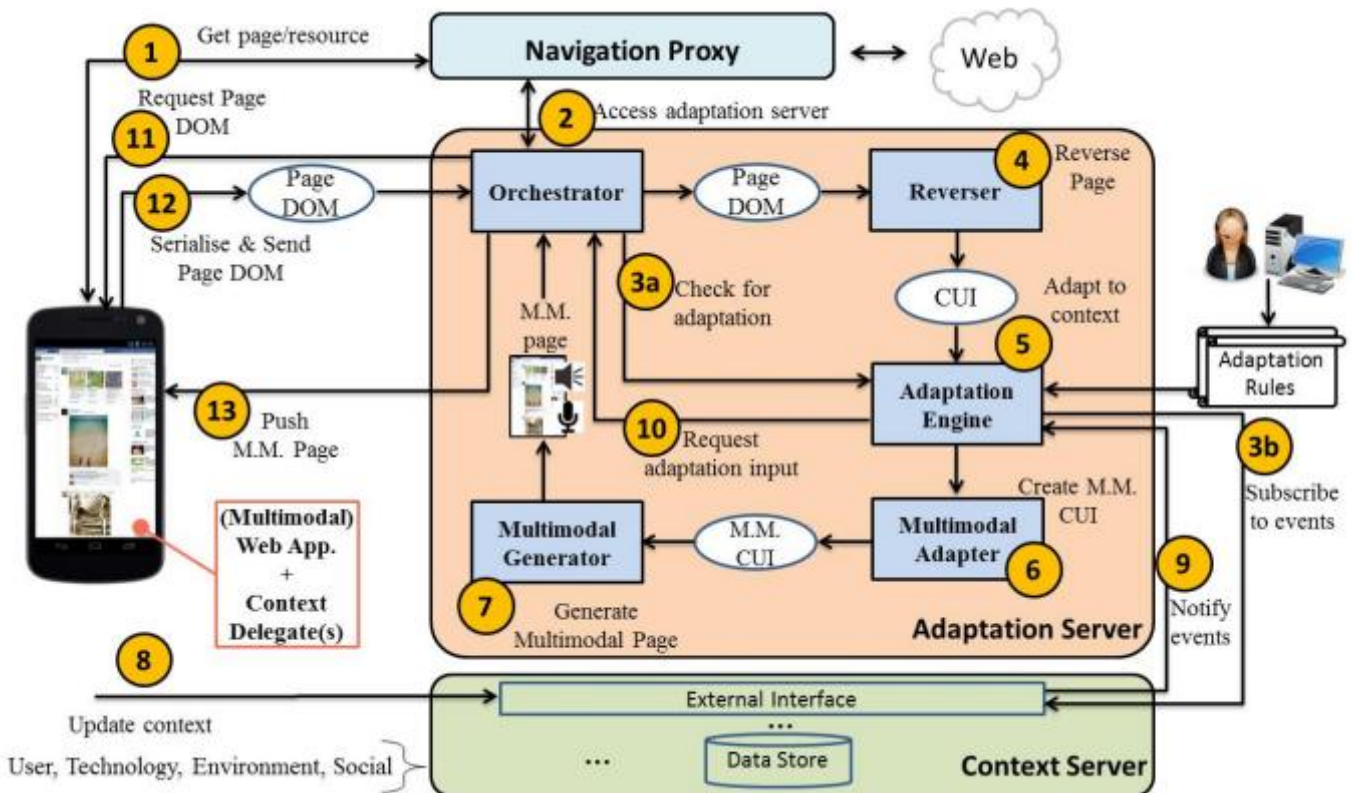 1
Get page/resource
Navigation Proxy
Web
Request Page
DOM
11
2
Access adaptation server
12
Page
DOM
Orchestrator
Page
DOM
Reverser
4
Reverse
Page
Serialise & Send
Page DOM
3a
Check for
adaptation
CUI
Adapt to
context
M.M.
page
5
Adaptation
Rules
13
Push
M.M. Page
10
Request
adaptation input
Adaptation
Engine
3b
Subscribe
to events
Create M.M.
CUI
(Multimodal)
Web App.
+
Context
Delegate(s)
Multimodal
Generator
M.M.
CUI
Multimodal
Adapter
6
9
Notify
events
7
Generate
Multimodal Page
Adaptation Server
8
Update context
External Interface
...
User, Technology, Environment, Social
...
Data Store
Context Server